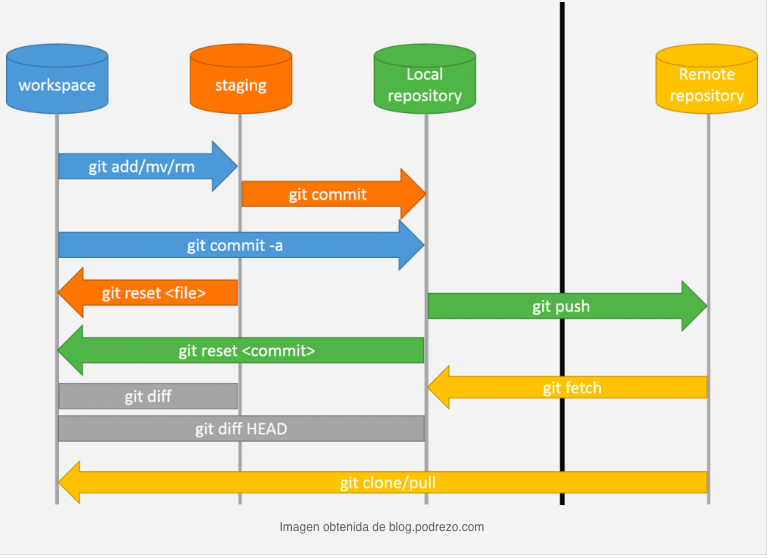 workspace
staging
Local
repository
Remote
repository
git add/mv/rm
git commit
git commit -a
git reset <file>
git push
git reset <commit>
git fetch
git diff
git diff HEAD
git clone/pull
Imagen obtenida de blog.podrezo.com